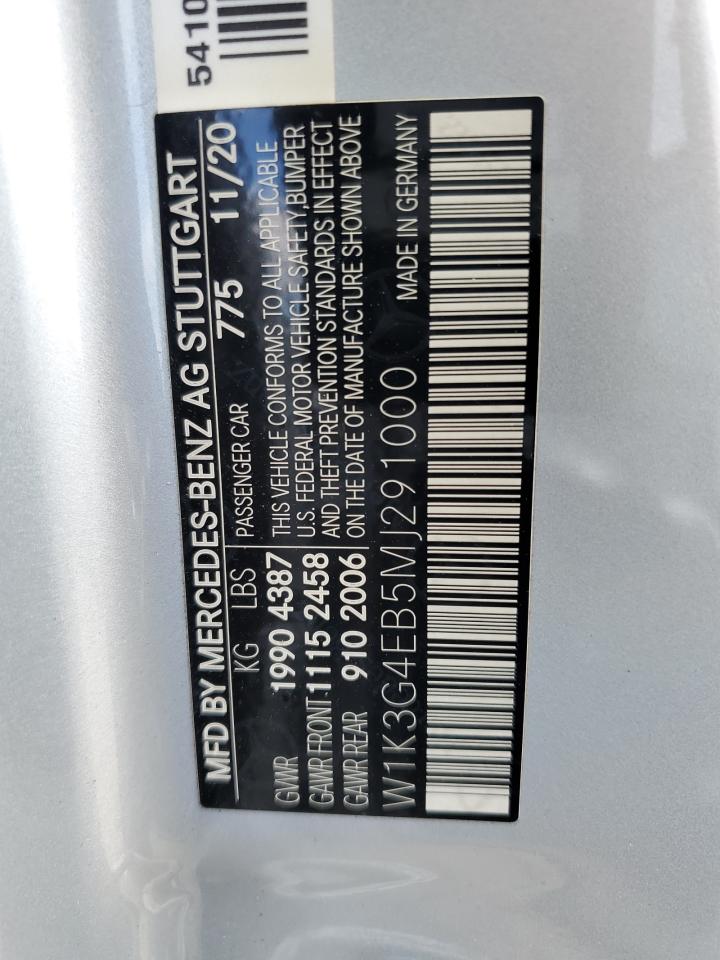 5410
MFD BY MERCEDES-BENZ AG STUTTGART
775 11/20
KG LBS PASSENGER CAR
GVWR 1990 4387 THIS VEHICLE CONFORMS TO ALL APPLICABLE
U.S. FEDERAL MOTOR VEHICLE SAFETY, BUMPER
GAWR FRONT 1115 2458 AND THEFT PREVENTION STANDARDS IN EFFECT
GAWR REAR 910 2006 ON THE DATE OF MANUFACTURE SHOWN ABOVE
W1K3G4EB5MJ291000 MADE IN GERMANY